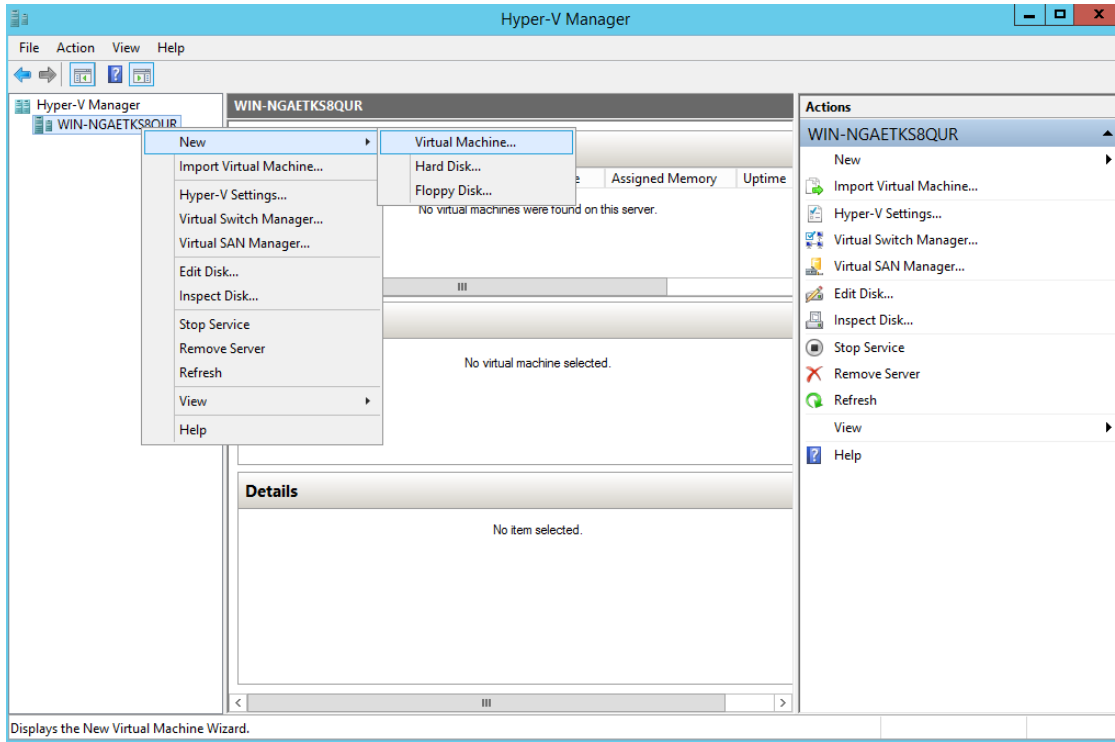 Hyper-V Manager
File Action View Help
Hyper-V Manager
WIN-NGAETKS8QUR
New
Import Virtual Machine...
Hyper-V Settings...
Virtual Switch Manager...
Virtual SAN Manager...
Edit Disk...
Inspect Disk...
Stop Service
Remove Server
Refresh
View
Help
Virtual Machine...
Hard Disk...
Floppy Disk...
WIN-NGAETKS8QUR
Assigned Memory Uptime
No virtual machines were found on this server.
No virtual machine selected.
Details
No item selected.
Actions
WIN-NGAETKS8QUR
New
Import Virtual Machine...
Hyper-V Settings...
Virtual Switch Manager...
Virtual SAN Manager...
Edit Disk...
Inspect Disk...
Stop Service
Remove Server
Refresh
View
Help
Displays the New Virtual Machine Wizard.